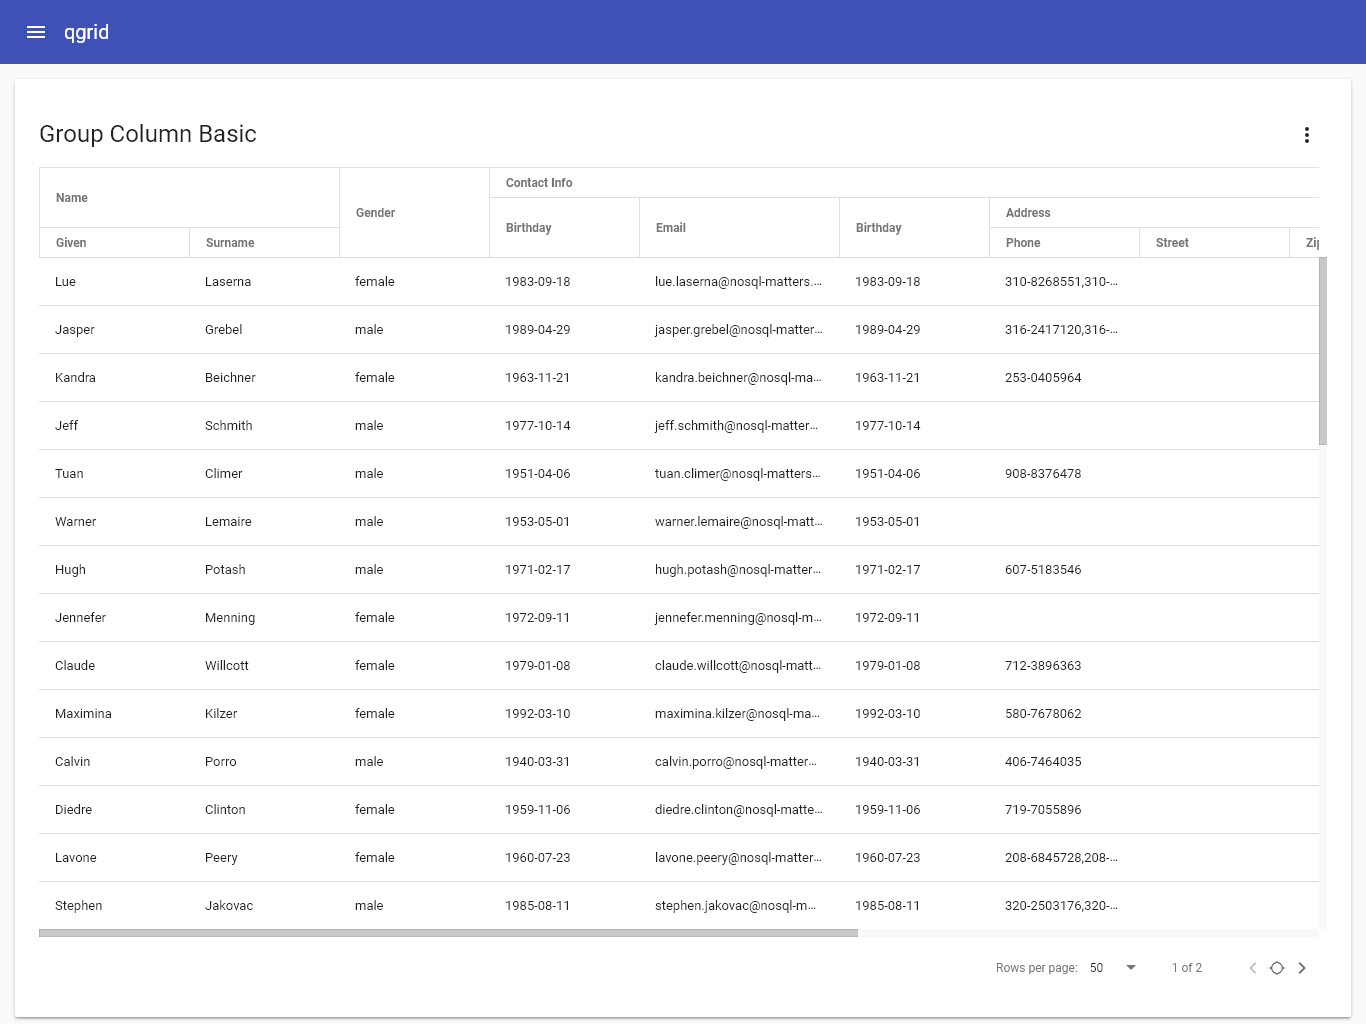 qgrid
Group Column Basic
Name Gender Contact Info
Birthday Email Birthday Address
Given Surname Phone Street Zip
Lue Laserna female 1983-09-18 lue.laserna@nosql-matters.... 1983-09-18 310-8268551,310-...
Jasper Grebel male 1989-04-29 jasper.grebel@nosql-matter... 1989-04-29 316-2417120,316-...
Kandra Beichner female 1963-11-21 kandra.beichner@nosql-ma... 1963-11-21 253-0405964
Jeff Schmith male 1977-10-14 jeff.schmith@nosql-matter... 1977-10-14
Tuan Climer male 1951-04-06 tuan.climer@nosql-matters... 1951-04-06 908-8376478
Warner Lemaire male 1953-05-01 warner.lemaire@nosql-matt... 1953-05-01
Hugh Potash male 1971-02-17 hugh.potash@nosql-matter... 1971-02-17 607-5183546
Jennefer Menning female 1972-09-11 jennefer.menning@nosql-m... 1972-09-11
Claude Willcott female 1979-01-08 claude.willcott@nosql-matt... 1979-01-08 712-3896363
Maximina Kilzer female 1992-03-10 maximina.kilzer@nosql-ma... 1992-03-10 580-7678062
Calvin Porro male 1940-03-31 calvin.porro@nosql-matter... 1940-03-31 406-7464035
Diedre Clinton female 1959-11-06 diedre.clinton@nosql-matte... 1959-11-06 719-7055896
Lavone Peery female 1960-07-23 lavone.peery@nosql-matter... 1960-07-23 208-6845728,208-...
Stephen Jakovac male 1985-08-11 stephen.jakovac@nosql-m... 1985-08-11 320-2503176,320-...
Rows per page: 50 1 of 2